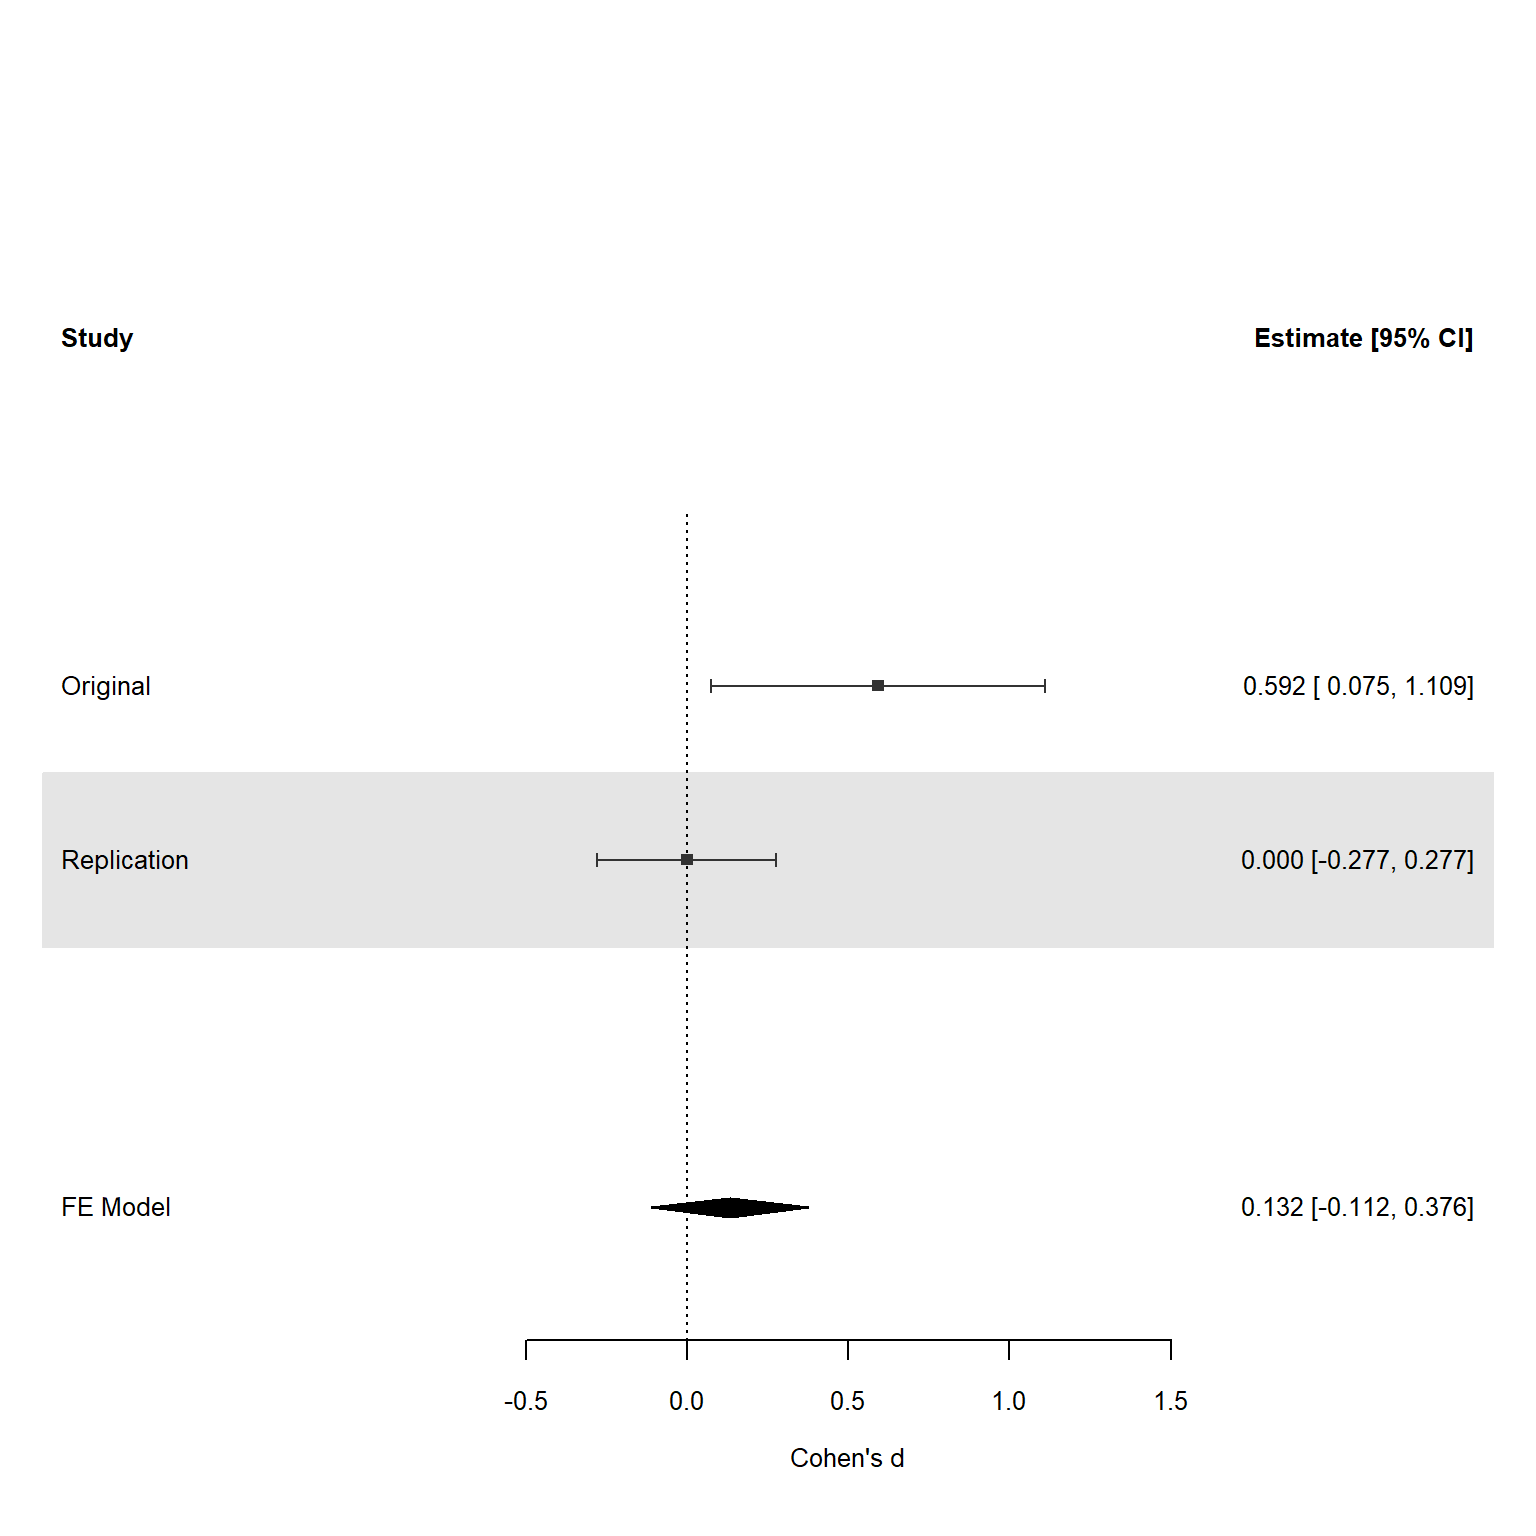 Study Estimate [95% CI]
Original 0.592 [ 0.075, 1.109]
Replication 0.000 [-0.277, 0.277]
FE Model 0.132 [-0.112, 0.376]
-0.5 0.0 0.5 1.0 1.5
Cohen's d